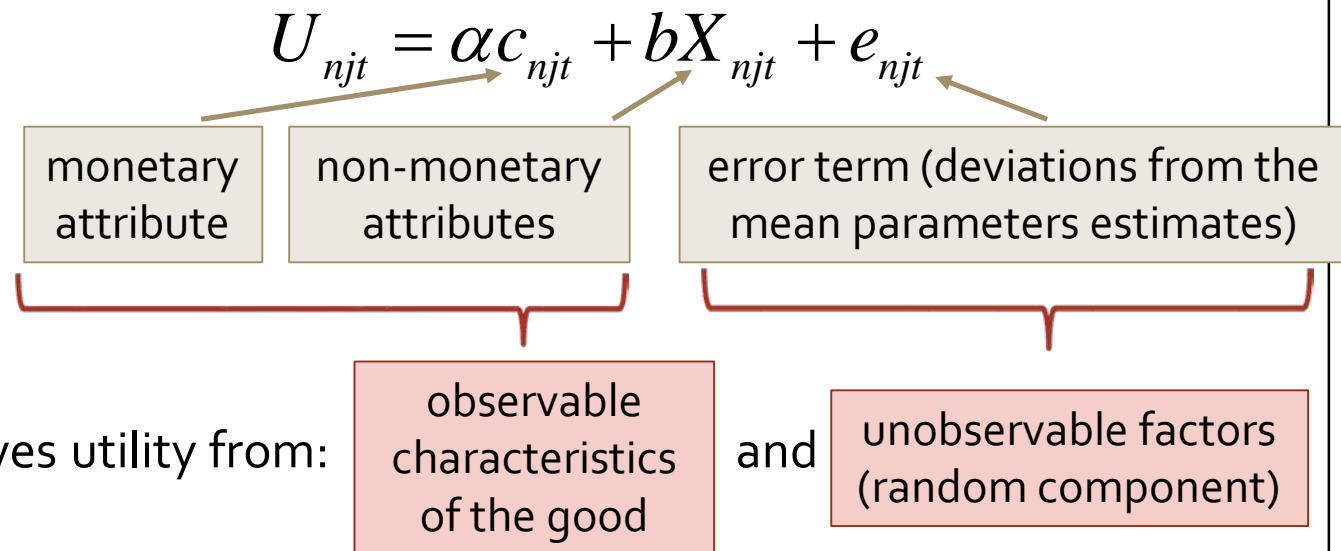 U_njt = αc_njt + bX_njt + e_njt
monetary
attribute
non-monetary
attributes
error term (deviations from the
mean parameters estimates)
ves utility from:
observable
characteristics
of the good
and
unobservable factors
(random component)